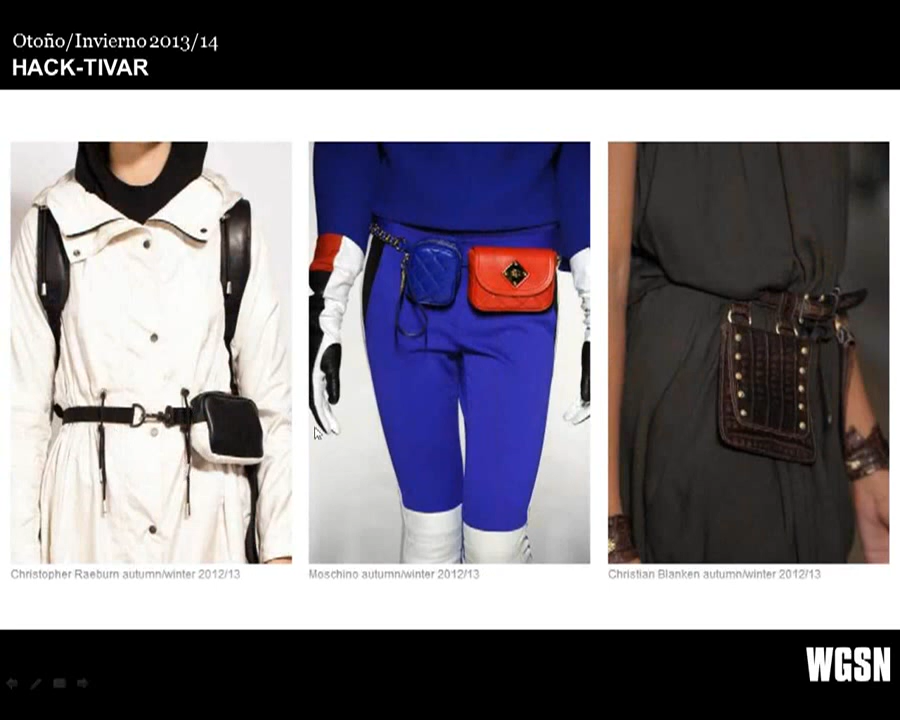 Otoño/Invierno 2013/14
HACK-TIVAR
Christopher Raeburn autumn/winter 2012/13
Moschino autumn/winter 2012/13
Christian Blanken autumn/winter 2012/13
WGSN